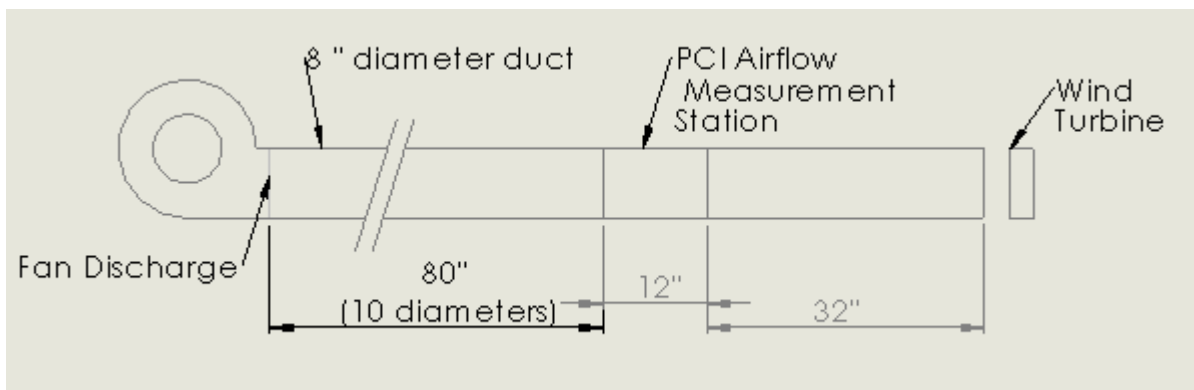 8 " diameter duct
PCI Airflow
Measurement
Station
Wind
Turbine
Fan Discharge
80"
(10 diameters)
12"
32"